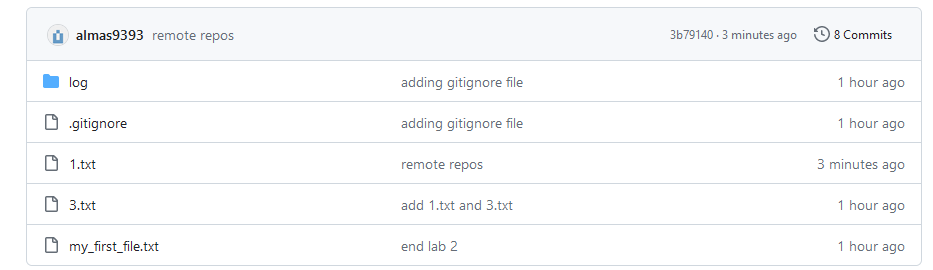 almas9393 remote repos 3b79140 · 3 minutes ago 8 Commits
log adding gitignore file 1 hour ago
.gitignore adding gitignore file 1 hour ago
1.txt remote repos 3 minutes ago
3.txt add 1.txt and 3.txt 1 hour ago
my_first_file.txt end lab 2 1 hour ago